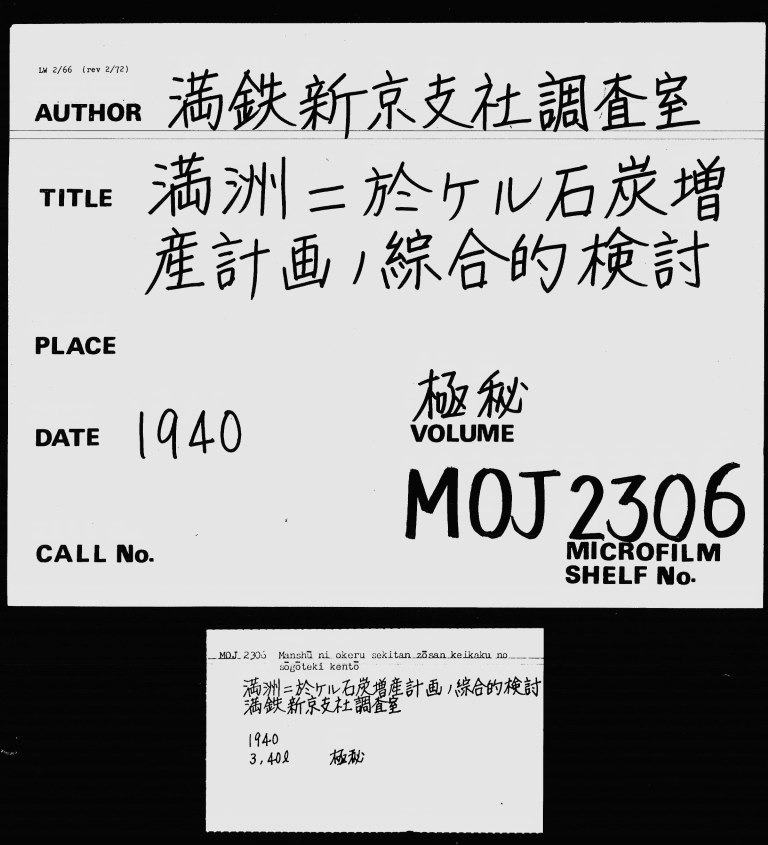 LW 2/66 (rev 2/72)
AUTHOR 満鉄新京支社調査室
TITLE 満洲ニ於ケル石炭増
産計画ノ綜合的検討
PLACE
極秘
DATE 1940 VOLUME
MOJ 2306
CALL No. MICROFILM
SHELF No.
MOJ 2306 Manshū ni okeru sekitan zōsan keikaku no
sōgōteki kentō
満洲ニ於ケル石炭増産計画ノ綜合的検討
満鉄新京支社調査室
1940
3,40l 極秘